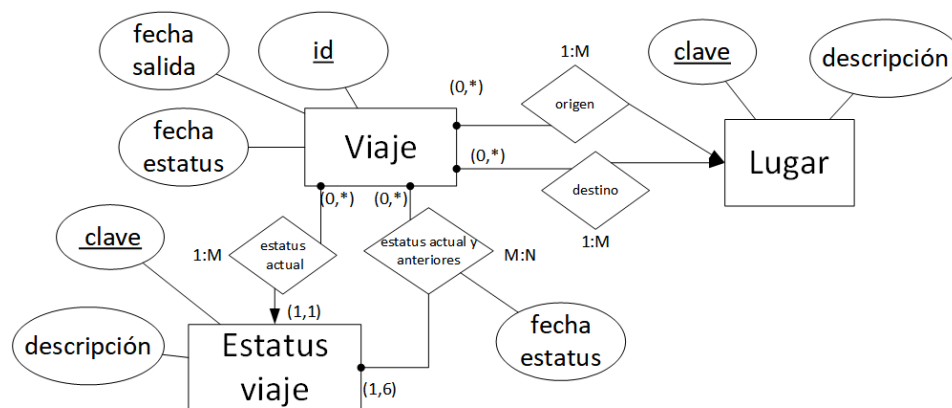 fecha
salida
id
1:M
clave
descripción
(0,*)
origen
fecha
estatus
Viaje
(0,*)
Lugar
destino
(0,*)
(0,*)
1:M
clave
1:M
estatus
actual
estatus actual y
anteriores
M:N
(1,1)
fecha
estatus
descripción
Estatus
viaje
(1,6)